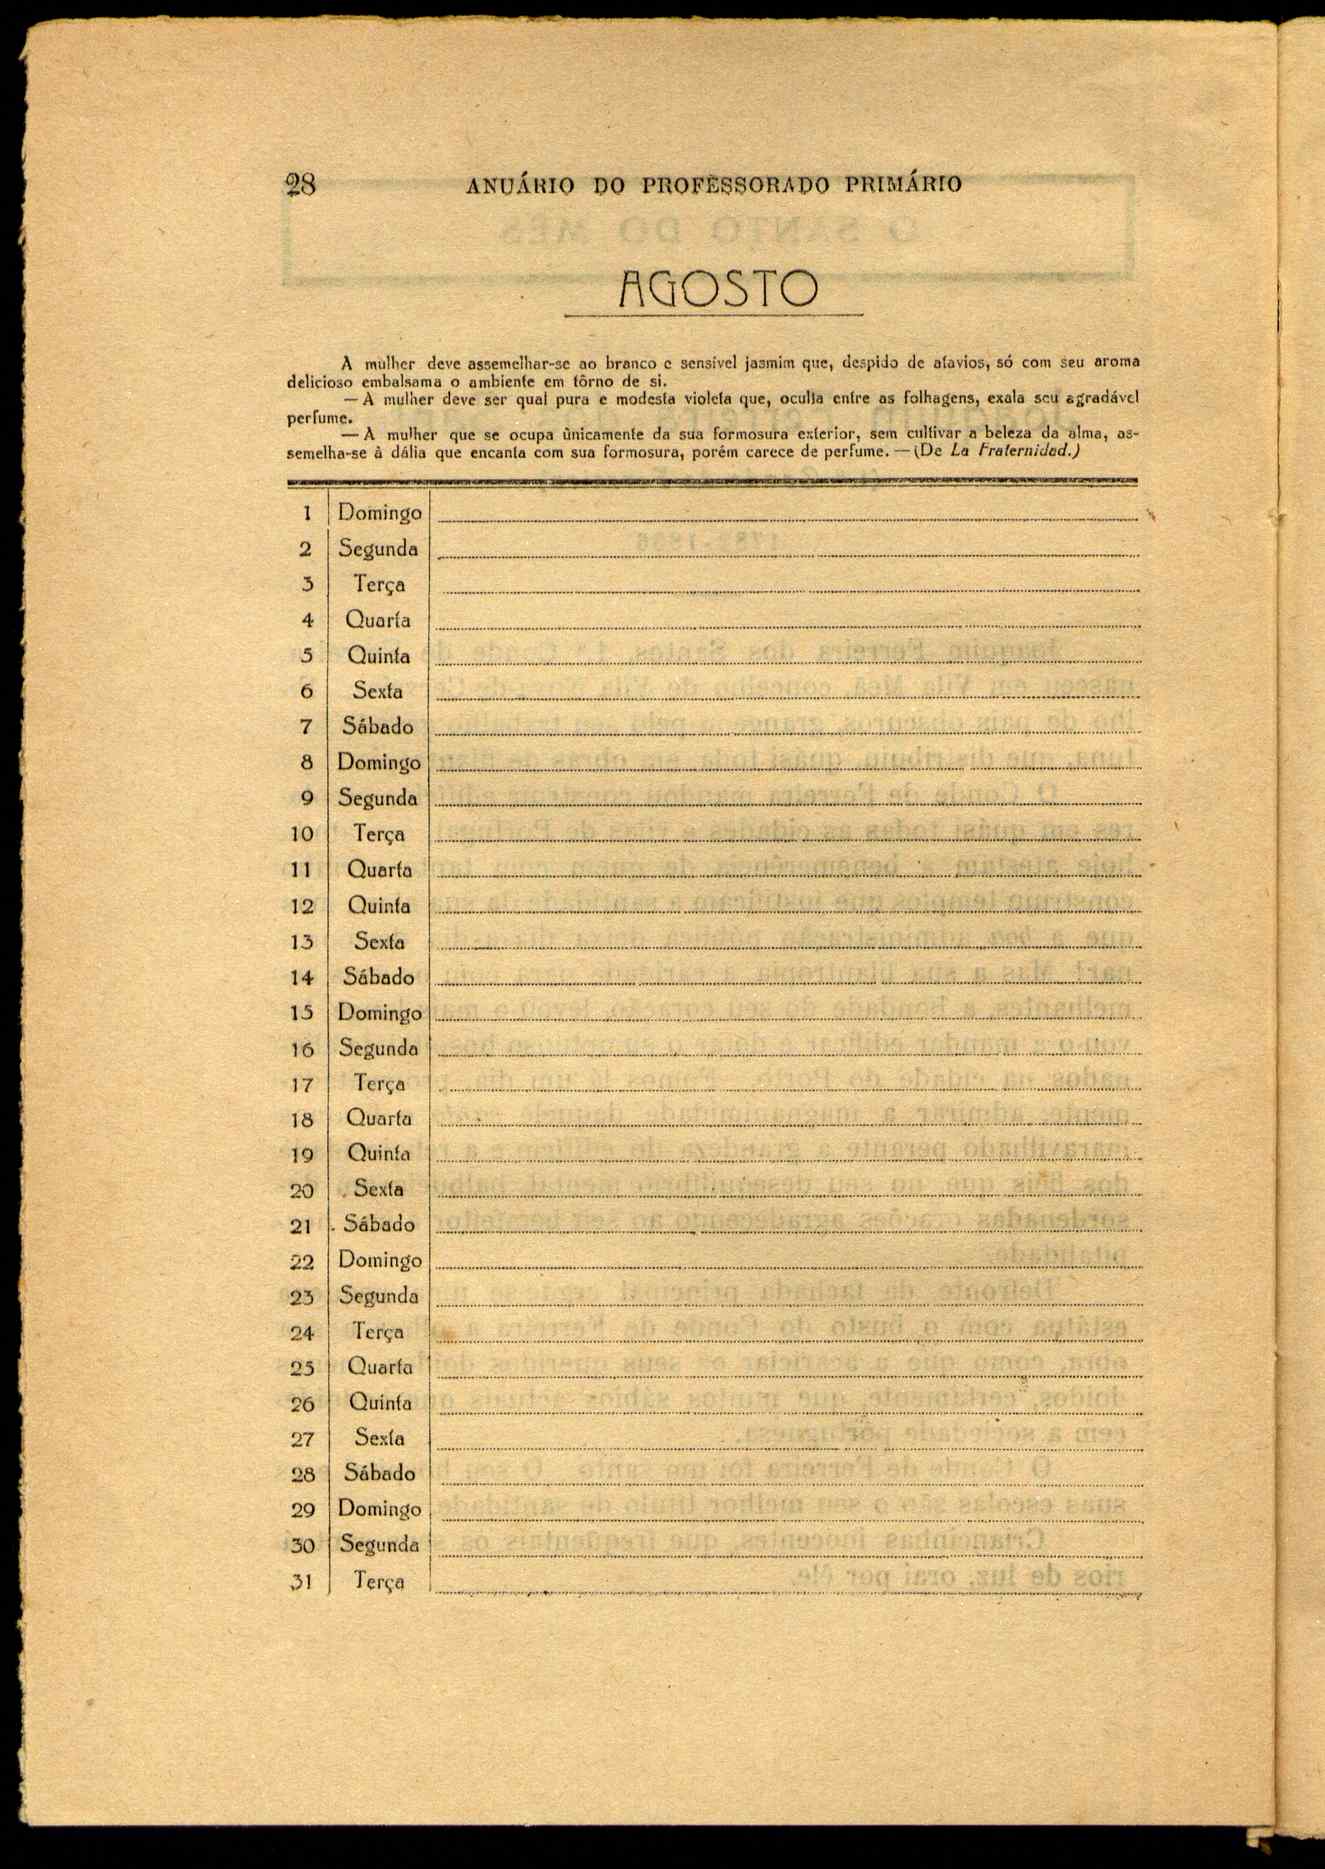 28 ANUÁRIO DO PROFESSORADO PRIMÁRIO
AGOSTO
A mulher deve assemelhar-se ao branco e sensível jasmim que, despido de atavios, só com seu aroma
delicioso embalsama o ambiente em tôrno de si.
— A mulher deve ser qual pura e modesta violeta que, oculta entre as folhagens, exala seu agradável
perfume.
— A mulher que se ocupa ùnicamente da sua formosura exterior, sem cultivar a beleza da alma, as-
semelha-se à dália que encanta com sua formosura, porém carece de perfume. — (De La Fraternidad.)
1 Domingo
2 Segunda
3 Terça
4 Quarta
5 Quinta
6 Sexta
7 Sábado
8 Domingo
9 Segunda
10 Terça
11 Quarta
12 Quinta
13 Sexta
14 Sábado
15 Domingo
16 Segunda
17 Terça
18 Quarta
19 Quinta
20 Sexta
21 Sábado
22 Domingo
23 Segunda
24 Terça
25 Quarta
26 Quinta
27 Sexta
28 Sábado
29 Domingo
30 Segunda
31 Terça